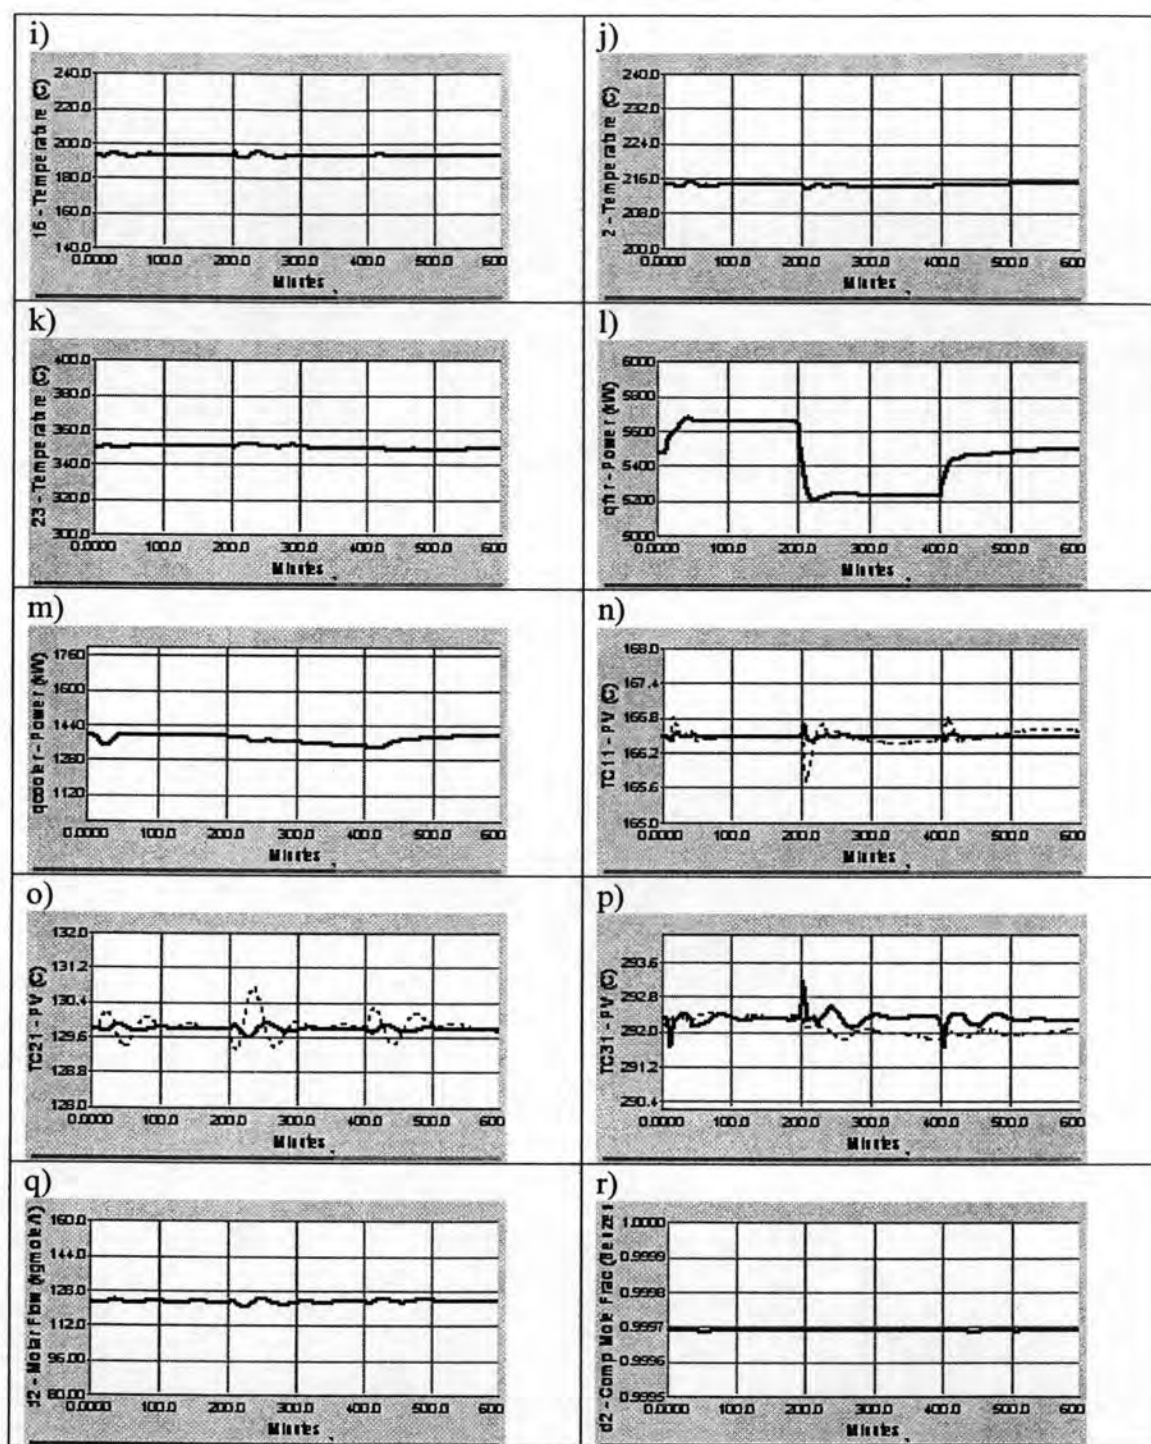 i)
16 - Temperature (C)
240.0
220.0
200.0
180.0
160.0
140.0
0.0000 100.0 200.0 300.0 400.0 500.0 600
Minutes
j)
2 - Temperature (C)
240.0
232.0
224.0
216.0
208.0
200.0
0.0000 100.0 200.0 300.0 400.0 500.0 600
Minutes
k)
23 - Temperature (C)
400.0
380.0
360.0
340.0
320.0
300.0
0.0000 100.0 200.0 300.0 400.0 500.0 600
Minutes
l)
qfhr - Power (kW)
6000
5800
5600
5400
5200
5000
0.0000 100.0 200.0 300.0 400.0 500.0 600
Minutes
m)
qcooler - Power (kW)
1760
1600
1440
1280
1120
0.0000 100.0 200.0 300.0 400.0 500.0 600
Minutes
n)
TC11 - PV (C)
168.0
167.4
166.8
166.2
165.6
165.0
0.0000 100.0 200.0 300.0 400.0 500.0 600
Minutes
o)
TC21 - PV (C)
132.0
131.2
130.4
129.6
128.8
128.0
0.0000 100.0 200.0 300.0 400.0 500.0 600
Minutes
p)
TC31 - PV (C)
293.6
292.8
292.0
291.2
290.4
0.0000 100.0 200.0 300.0 400.0 500.0 600
Minutes
q)
d2 - Molar Flow (kgmole/h)
160.0
144.0
128.0
112.0
96.00
80.00
0.0000 100.0 200.0 300.0 400.0 500.0 600
Minutes
r)
d2 - Comp Mole Frac (Benzene
1.0000
0.9999
0.9998
0.9997
0.9996
0.9995
0.0000 100.0 200.0 300.0 400.0 500.0 600
Minutes